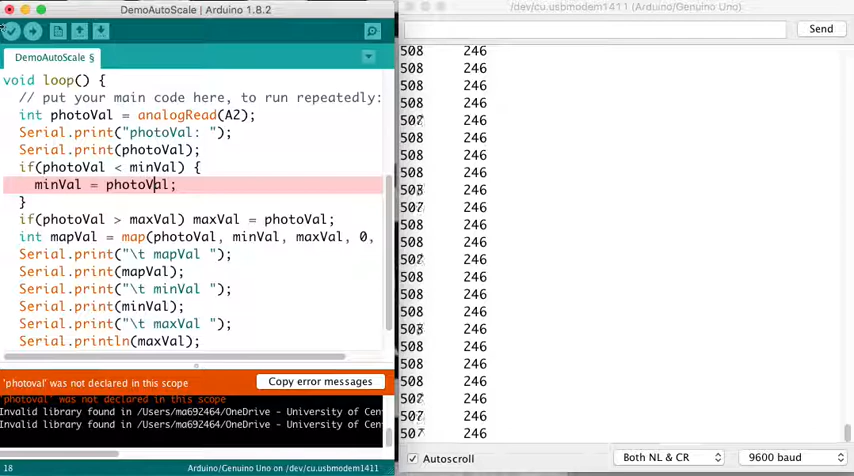 DemoAutoScale | Arduino 1.8.2
DemoAutoScale §
void loop() {
// put your main code here, to run repeatedly:
int photoVal = analogRead(A2);
Serial.print("photoVal: ");
Serial.print(photoVal);
if(photoVal < minVal) {
minVal = photoVal;
}
if(photoVal > maxVal) maxVal = photoVal;
int mapVal = map(photoVal, minVal, maxVal, 0,
Serial.print("\t mapVal ");
Serial.print(mapVal);
Serial.print("\t minVal ");
Serial.print(minVal);
Serial.print("\t maxVal ");
Serial.println(maxVal);
'photoval' was not declared in this scope
Copy error messages
'photoval' was not declared in this scope
Invalid library found in /Users/ma692464/OneDrive - University of Cen
Invalid library found in /Users/ma692464/OneDrive - University of Cen
18
Arduino/Genuino Uno on /dev/cu.usbmodem1411
/dev/cu.usbmodem1411 (Arduino/Genuino Uno)
Send
508 246
508 246
508 246
508 246
507 246
508 246
508 246
508 246
508 246
507 246
508 246
508 246
507 246
508 246
508 246
508 246
508 246
508 246
508 246
508 246
507 246
507 246
507 246
Autoscroll
Both NL & CR
9600 baud